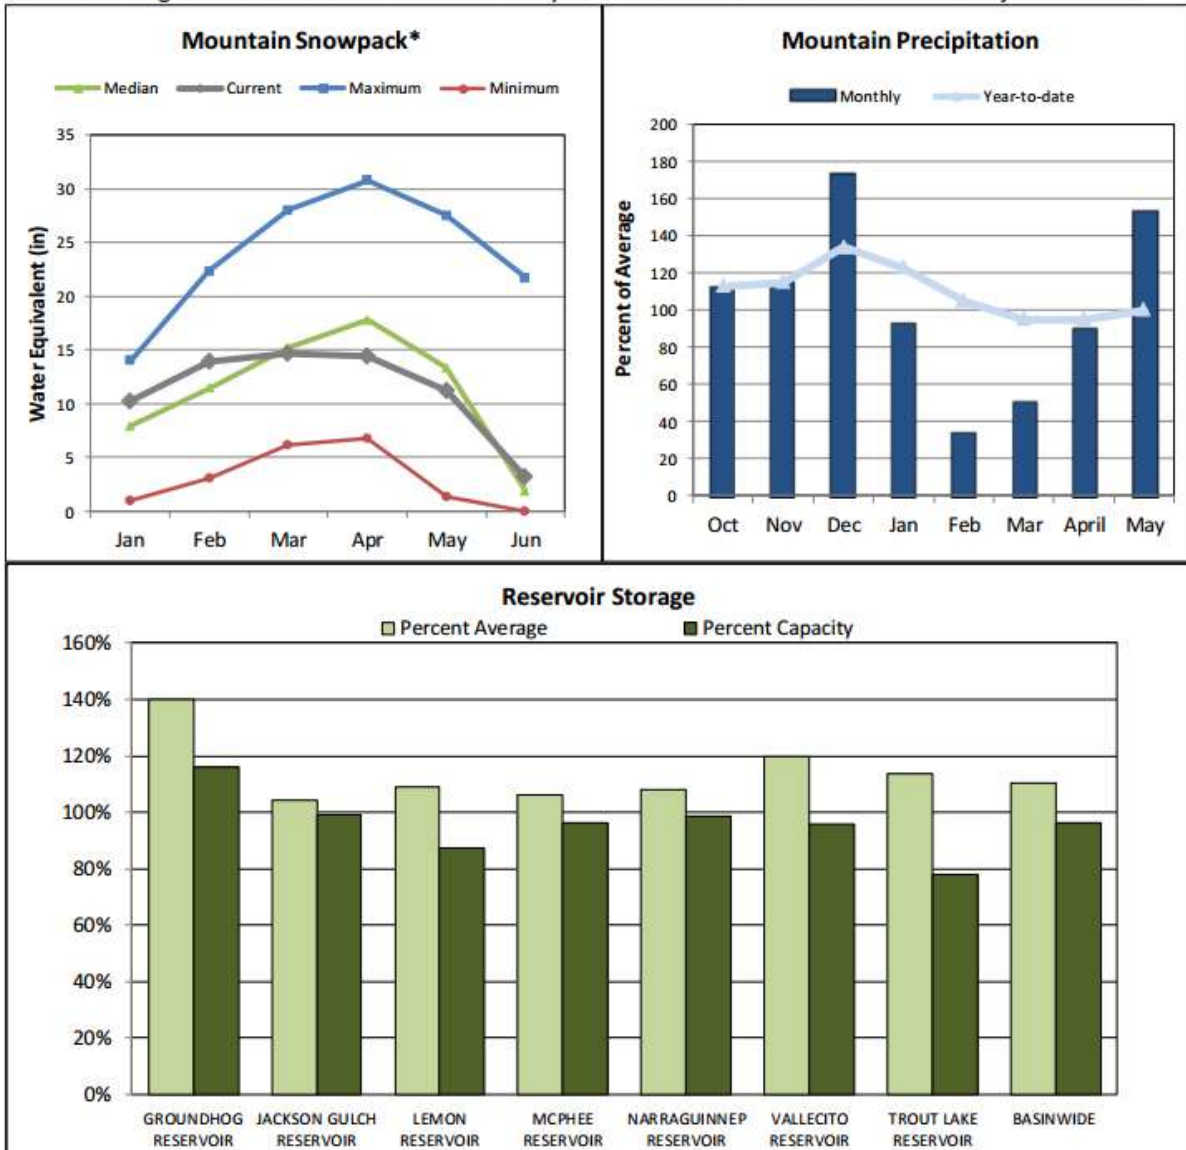 Mountain Snowpack*
Median Current Maximum Minimum
35
30
25
20
15
10
5
0
Water Equivalent (in)
Jan Feb Mar Apr May Jun
Mountain Precipitation
Monthly Year-to-date
200
180
160
140
120
100
80
60
40
20
0
Percent of Average
Oct Nov Dec Jan Feb Mar April May
Reservoir Storage
Percent Average Percent Capacity
160%
140%
120%
100%
80%
60%
40%
20%
0%
GROUNDHOG RESERVOIR
JACKSON GULCH RESERVOIR
LEMON RESERVOIR
MCPHEE RESERVOIR
NARRAGUINNEP RESERVOIR
VALLECITO RESERVOIR
TROUT LAKE RESERVOIR
BASINWIDE